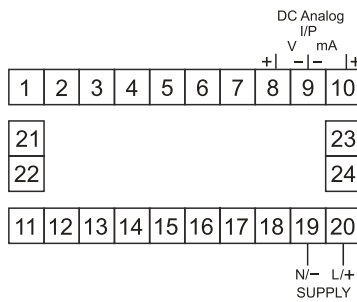 DC Analog
I/P
V mA
+ − − +
1 2 3 4 5 6 7 8 9 10
21 23
22 24
11 12 13 14 15 16 17 18 19 20
N/− L/+
SUPPLY